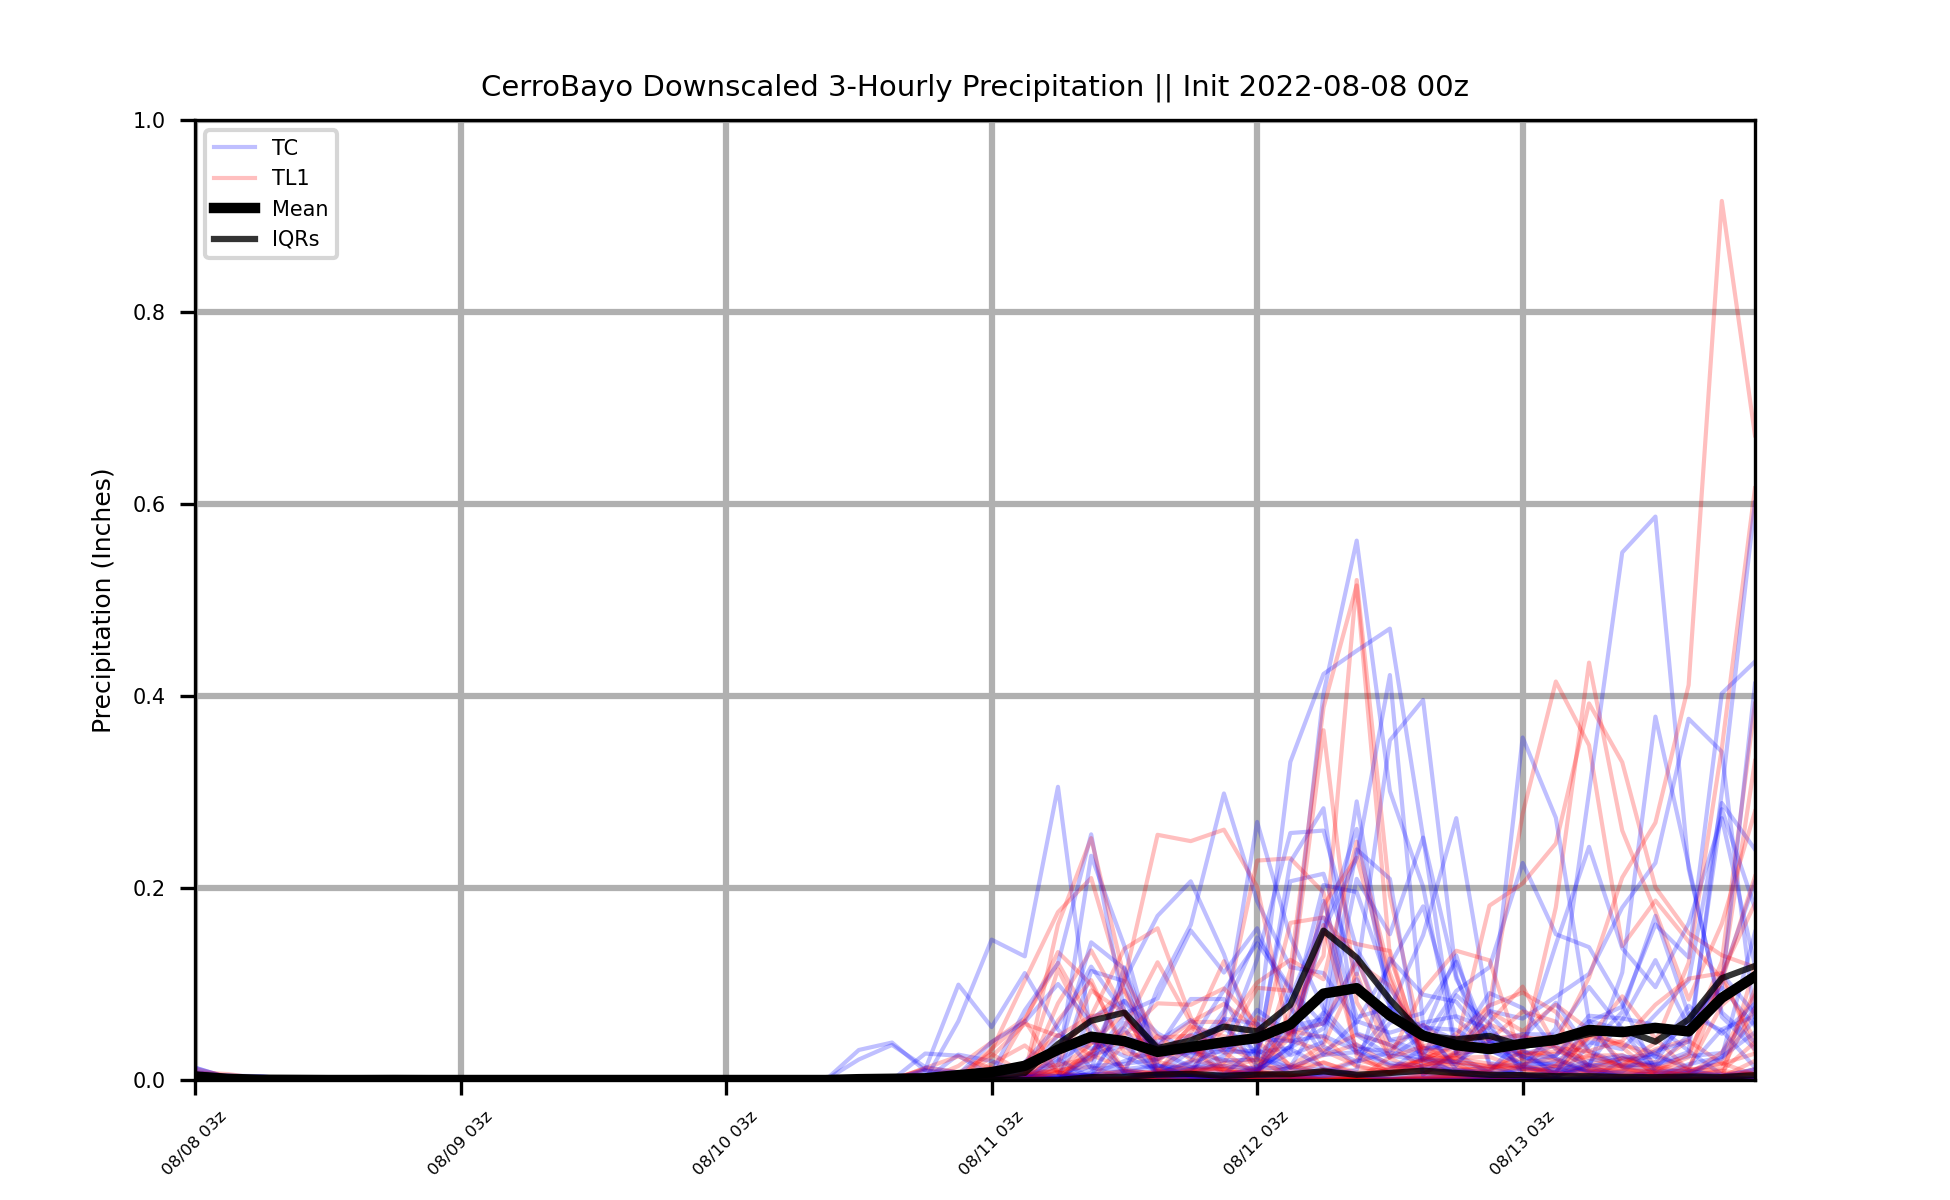 CerroBayo Downscaled 3-Hourly Precipitation || Init 2022-08-08 00z
1.0
0.8
0.6
0.4
0.2
0.0
Precipitation (Inches)
TC
TL1
Mean
IQRs
08/08 03z
08/09 03z
08/10 03z
08/11 03z
08/12 03z
08/13 03z